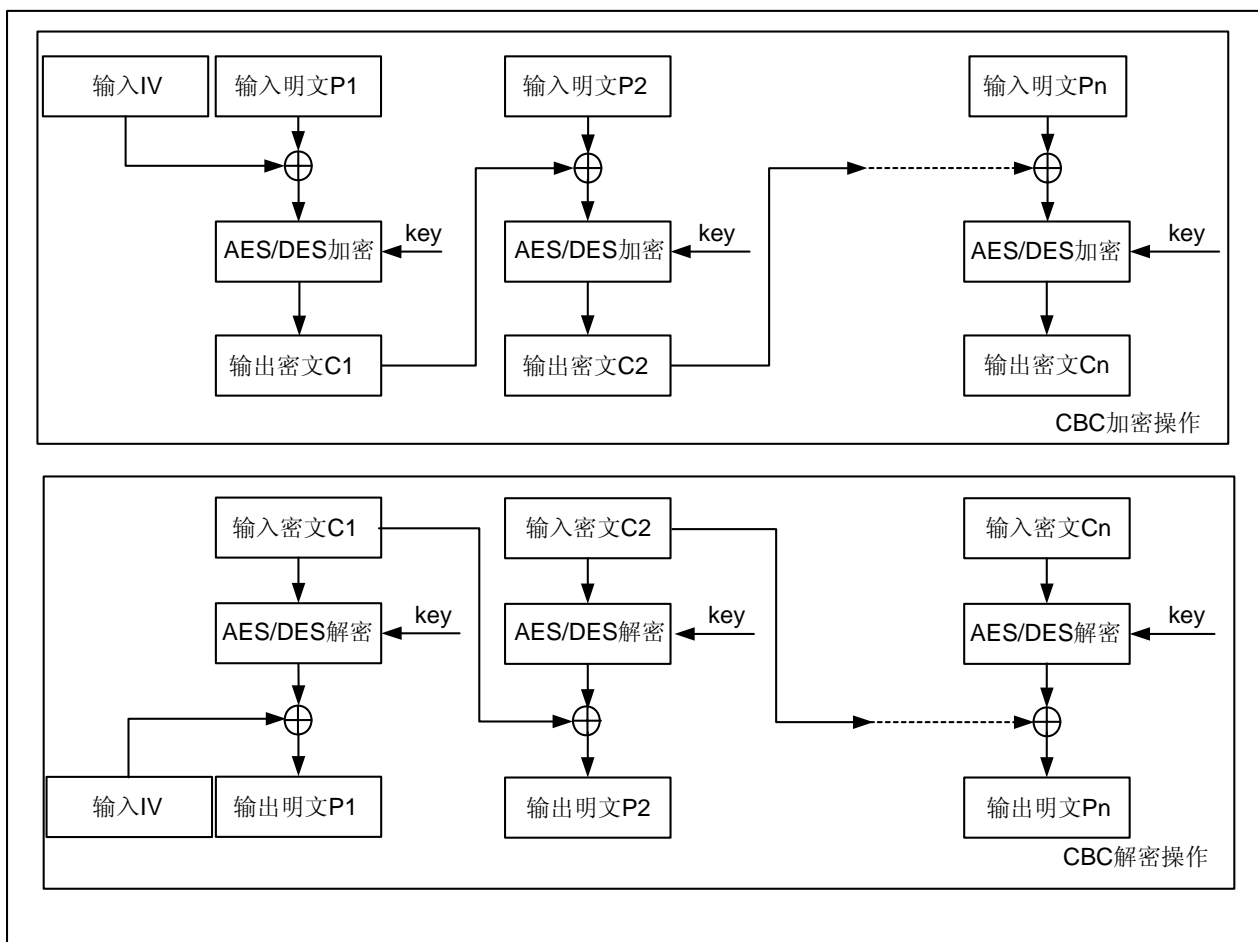 输入IV
输入明文P1
输入明文P2
输入明文Pn
AES/DES加密
key
AES/DES加密
key
AES/DES加密
key
输出密文C1
输出密文C2
输出密文Cn
CBC加密操作
输入密文C1
输入密文C2
输入密文Cn
AES/DES解密
key
AES/DES解密
key
AES/DES解密
key
输入IV
输出明文P1
输出明文P2
输出明文Pn
CBC解密操作